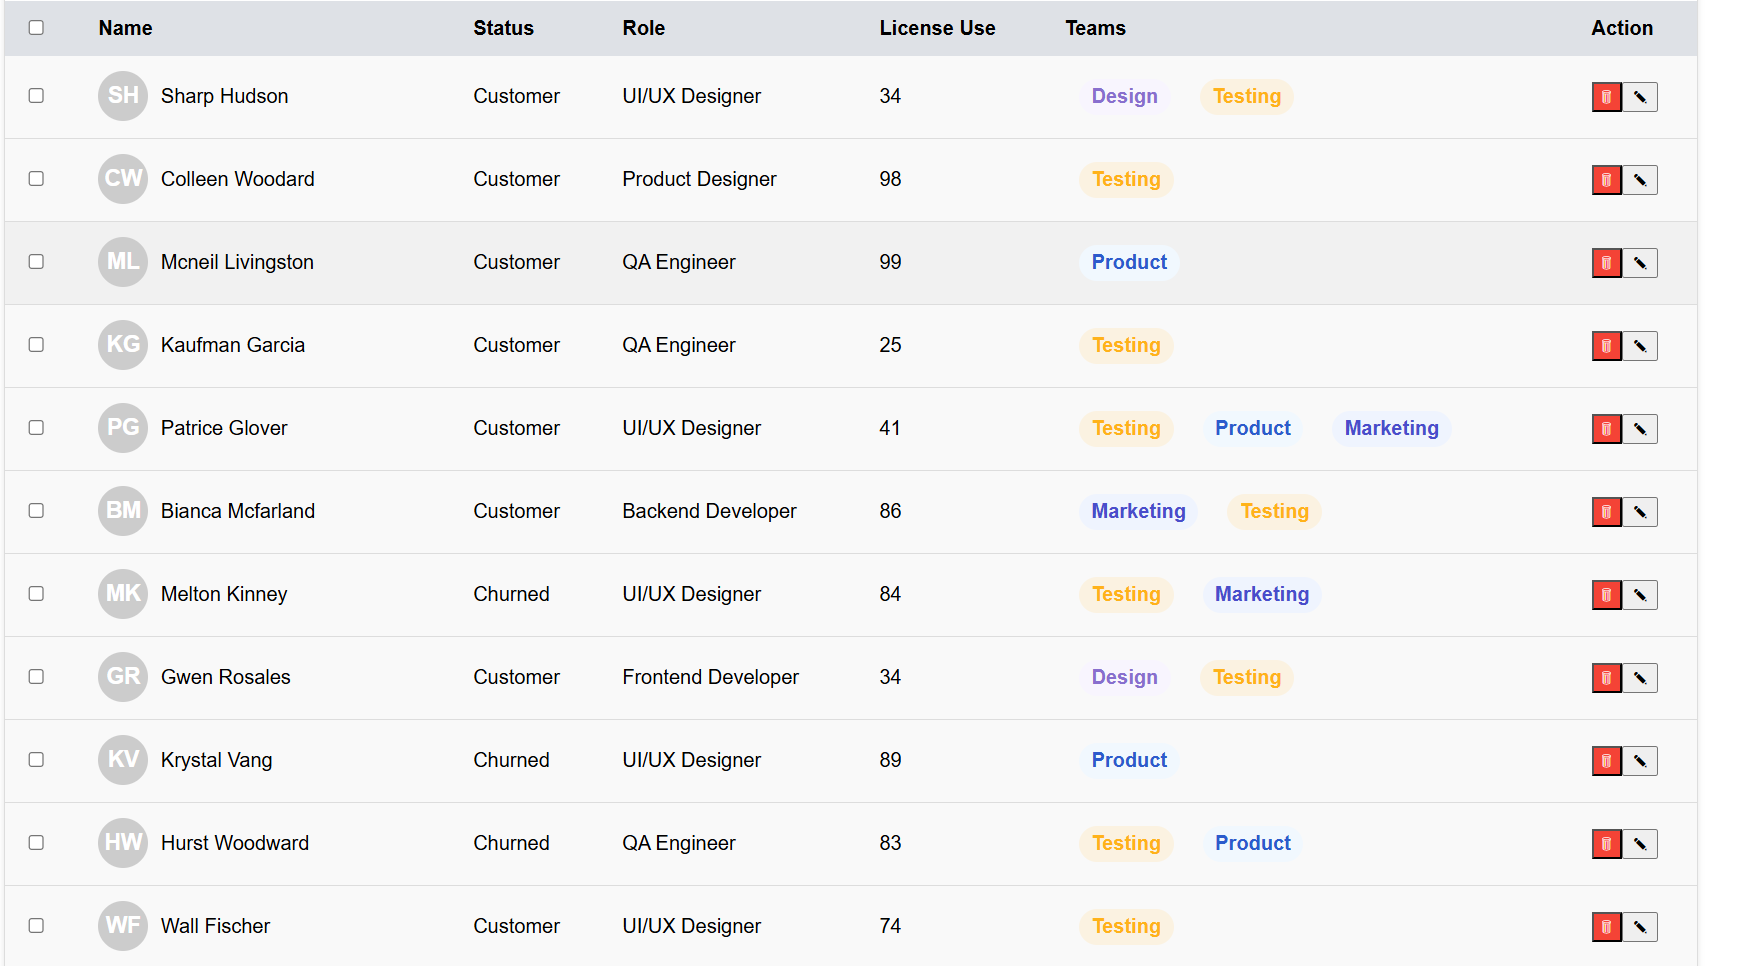 Name Status Role License Use Teams Action
SH Sharp Hudson Customer UI/UX Designer 34 Design Testing
CW Colleen Woodard Customer Product Designer 98 Testing
ML Mcneil Livingston Customer QA Engineer 99 Product
KG Kaufman Garcia Customer QA Engineer 25 Testing
PG Patrice Glover Customer UI/UX Designer 41 Testing Product Marketing
BM Bianca Mcfarland Customer Backend Developer 86 Marketing Testing
MK Melton Kinney Churned UI/UX Designer 84 Testing Marketing
GR Gwen Rosales Customer Frontend Developer 34 Design Testing
KV Krystal Vang Churned UI/UX Designer 89 Product
HW Hurst Woodward Churned QA Engineer 83 Testing Product
WF Wall Fischer Customer UI/UX Designer 74 Testing